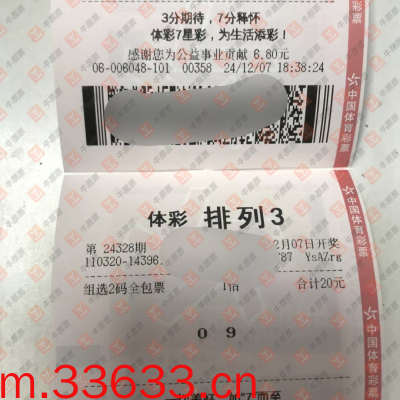 3分期待，7分释怀
体彩7星彩，为生活添彩！
感谢您为公益事业贡献 6.80元
06-006048-101 00358 24/12/07 18:38:24
中国体育彩票
体彩 排列3
第 24328期 2月07日开奖
110320-14396. '87 YsAZrg
组选2码全包票 1倍 合计20元
0 9
中国体育彩票
m.33633.cn